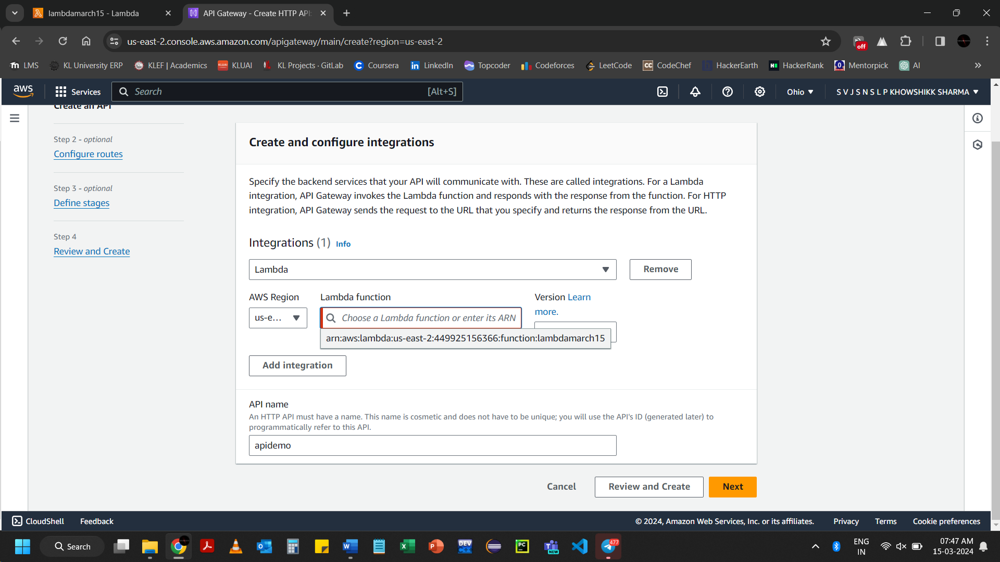 lambdamarch15 - Lambda
API Gateway - Create HTTP API
us-east-2.console.aws.amazon.com/apigateway/main/create?region=us-east-2
off
LMS
KL University ERP
KLEF | Academics
KLUAI
KL Projects · GitLab
Coursera
LinkedIn
Topcoder
Codeforces
LeetCode
CodeChef
HackerEarth
HackerRank
Mentorpick
AI
aws
Services
Search
[Alt+S]
Ohio
S V J S N S L P KHOWSHIKK SHARMA
Create an API
Step 2 - optional
Configure routes
Step 3 - optional
Define stages
Step 4
Review and Create
Create and configure integrations
Specify the backend services that your API will communicate with. These are called integrations. For a Lambda
integration, API Gateway invokes the Lambda function and responds with the response from the function. For HTTP
integration, API Gateway sends the request to the URL that you specify and returns the response from the URL.
Integrations (1) Info
Lambda
Remove
AWS Region
Lambda function
Version Learn
more.
us-e...
Choose a Lambda function or enter its ARN
arn:aws:lambda:us-east-2:449925156366:function:lambdamarch15
Add integration
API name
An HTTP API must have a name. This name is cosmetic and does not have to be unique; you will use the API's ID (generated later) to
programmatically refer to this API.
apidemo
Cancel
Review and Create
Next
CloudShell
Feedback
© 2024, Amazon Web Services, Inc. or its affiliates.
Privacy
Terms
Cookie preferences
Search
DEV
PC
NEW
477
ENG
IN
07:47 AM
15-03-2024